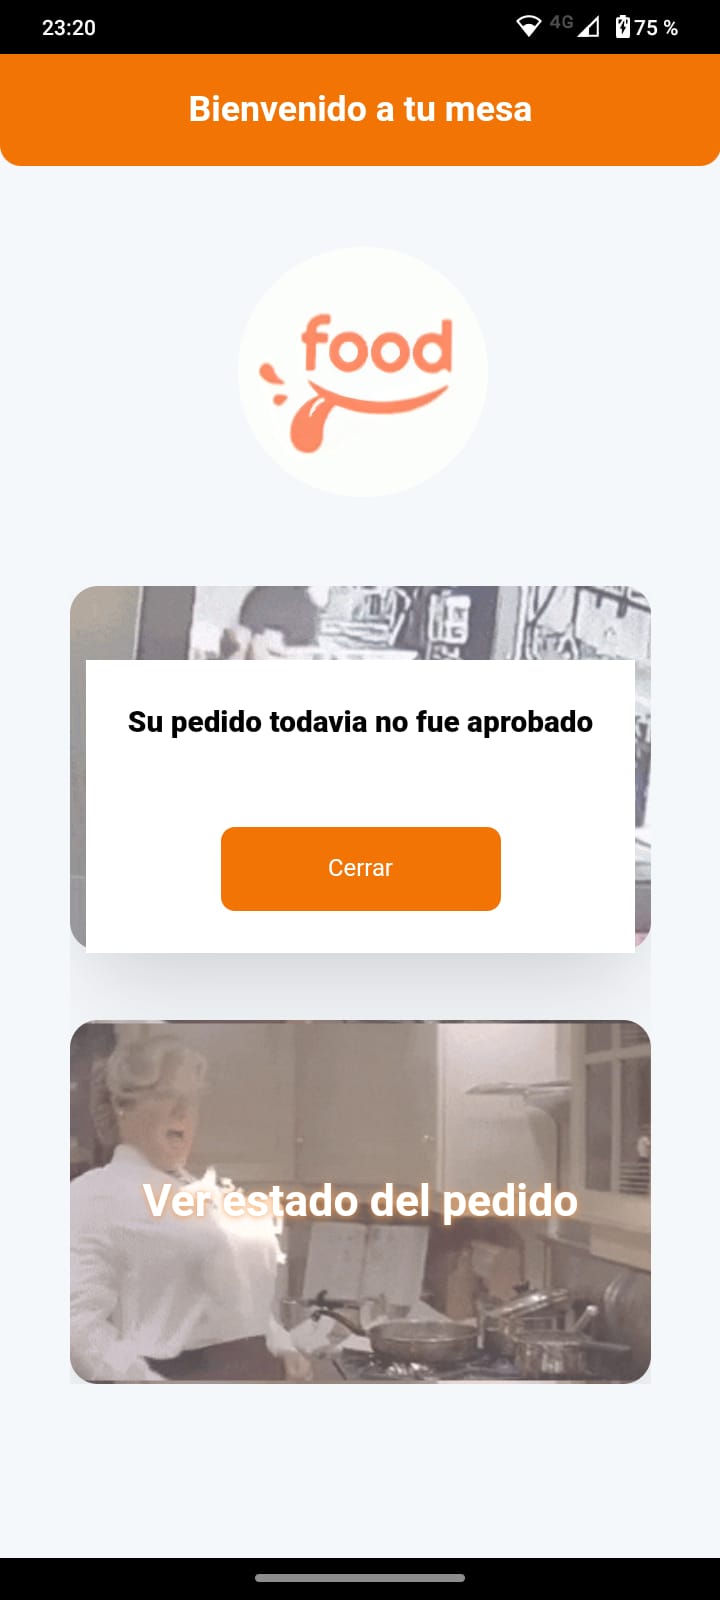 23:20
4G
75 %
Bienvenido a tu mesa
food
Su pedido todavia no fue aprobado
Cerrar
Ver estado del pedido